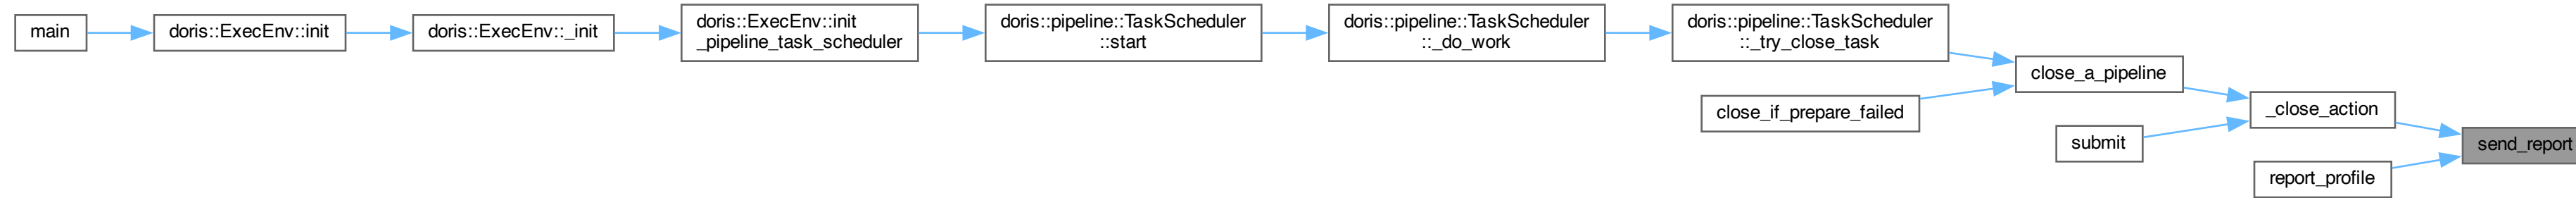 main
doris::ExecEnv::init
doris::ExecEnv::_init
doris::ExecEnv::init
_pipeline_task_scheduler
doris::pipeline::TaskScheduler
::start
doris::pipeline::TaskScheduler
::_do_work
doris::pipeline::TaskScheduler
::_try_close_task
close_if_prepare_failed
close_a_pipeline
submit
_close_action
report_profile
send_report